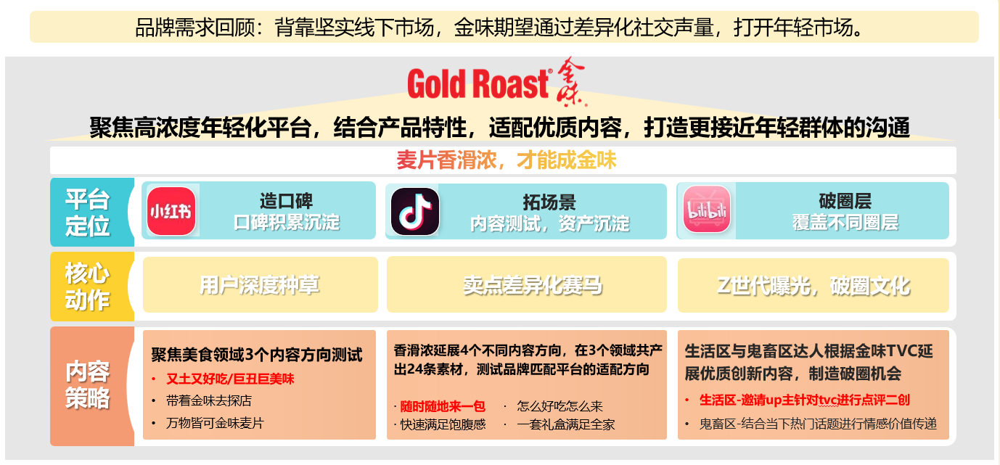 品牌需求回顾：背靠坚实线下市场，金味期望通过差异化社交声量，打开年轻市场。
Gold Roast® 金味
聚焦高浓度年轻化平台，结合产品特性，适配优质内容，打造更接近年轻群体的沟通
麦片香滑浓，才能成金味
平台
定位
小红书
造口碑
口碑积累沉淀
拓场景
内容测试，资产沉淀
bilibili
破圈层
覆盖不同圈层
核心
动作
用户深度种草
卖点差异化赛马
Z世代曝光，破圈文化
内容
策略
聚焦美食领域3个内容方向测试
• 又土又好吃/巨丑巨美味
• 带着金味去探店
• 万物皆可金味麦片
香滑浓延展4个不同内容方向，在3个领域共产
出24条素材，测试品牌匹配平台的适配方向
· 随时随地来一包 · 怎么好吃怎么来
· 快速满足饱腹感 · 一套礼盒满足全家
生活区与鬼畜区达人根据金味TVC延
展优质创新内容，制造破圈机会
• 生活区-邀请up主针对tvc进行点评二创
• 鬼畜区-结合当下热门话题进行情感价值传递